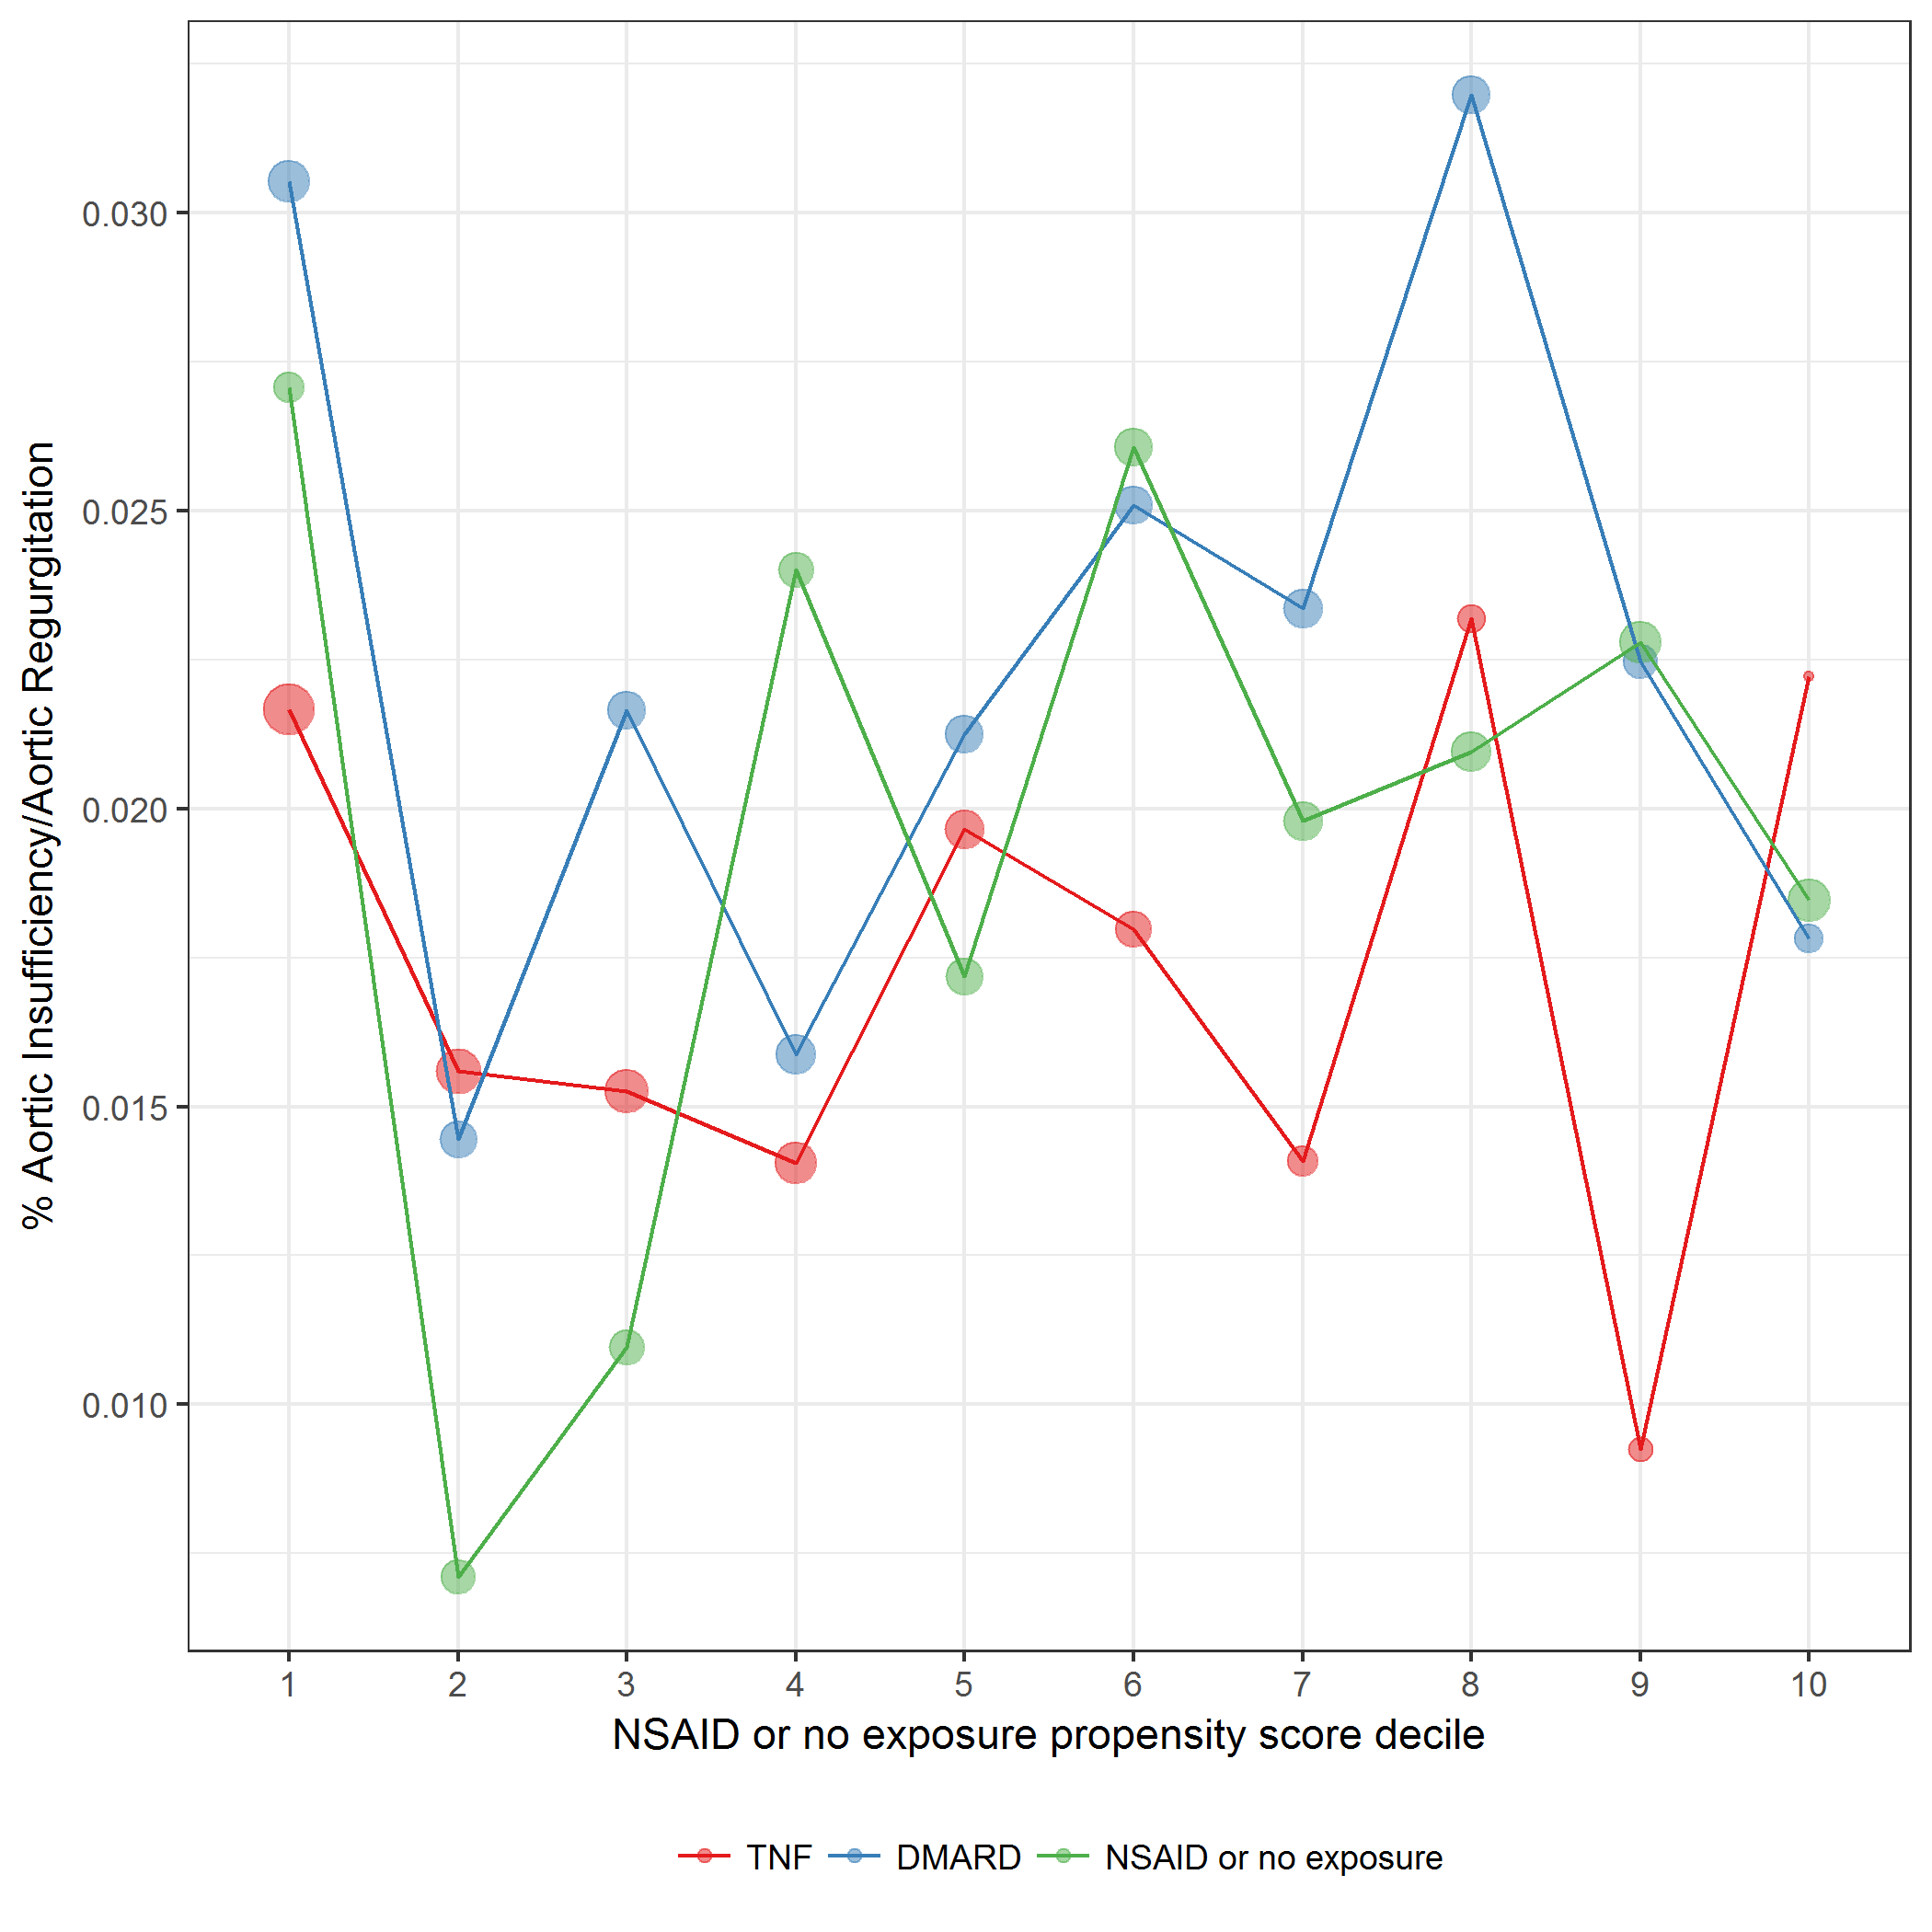 % Aortic Insufficiency/Aortic Regurgitation
0.030
0.025
0.020
0.015
0.010
1 2 3 4 5 6 7 8 9 10
NSAID or no exposure propensity score decile
TNF DMARD NSAID or no exposure